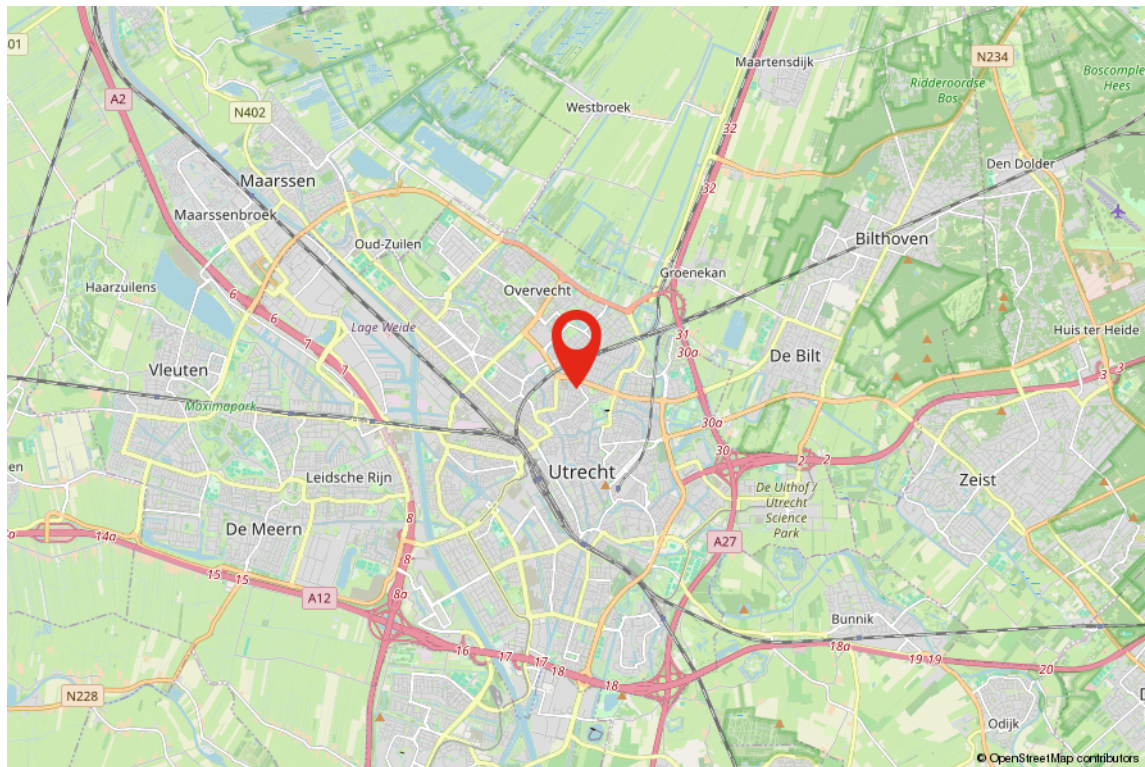 01
A2
N402
Maartensdijk
N234
Ridderoordse
Bos
Boscomple
Hees
Westbroek
32
32
Den Dolder
Maarssen
Maarssenbroek
Bilthoven
Oud-Zuilen
Groenekan
Haarzuilens
Overvecht
6
6
Lage Weide
7
7
31
30a
Huis ter Heide
De Bilt
3
3
Vleuten
Máximapark
30a
30
2
2
en
Leidsche Rijn
Utrecht
De Uithof /
Utrecht
Science
Park
Zeist
8
De Meern
14a
A27
8
15
15
8a
A12
Bunnik
16
17
17
18
18
18a
19
19
20
N228
D
Odijk
© OpenStreetMap contributors